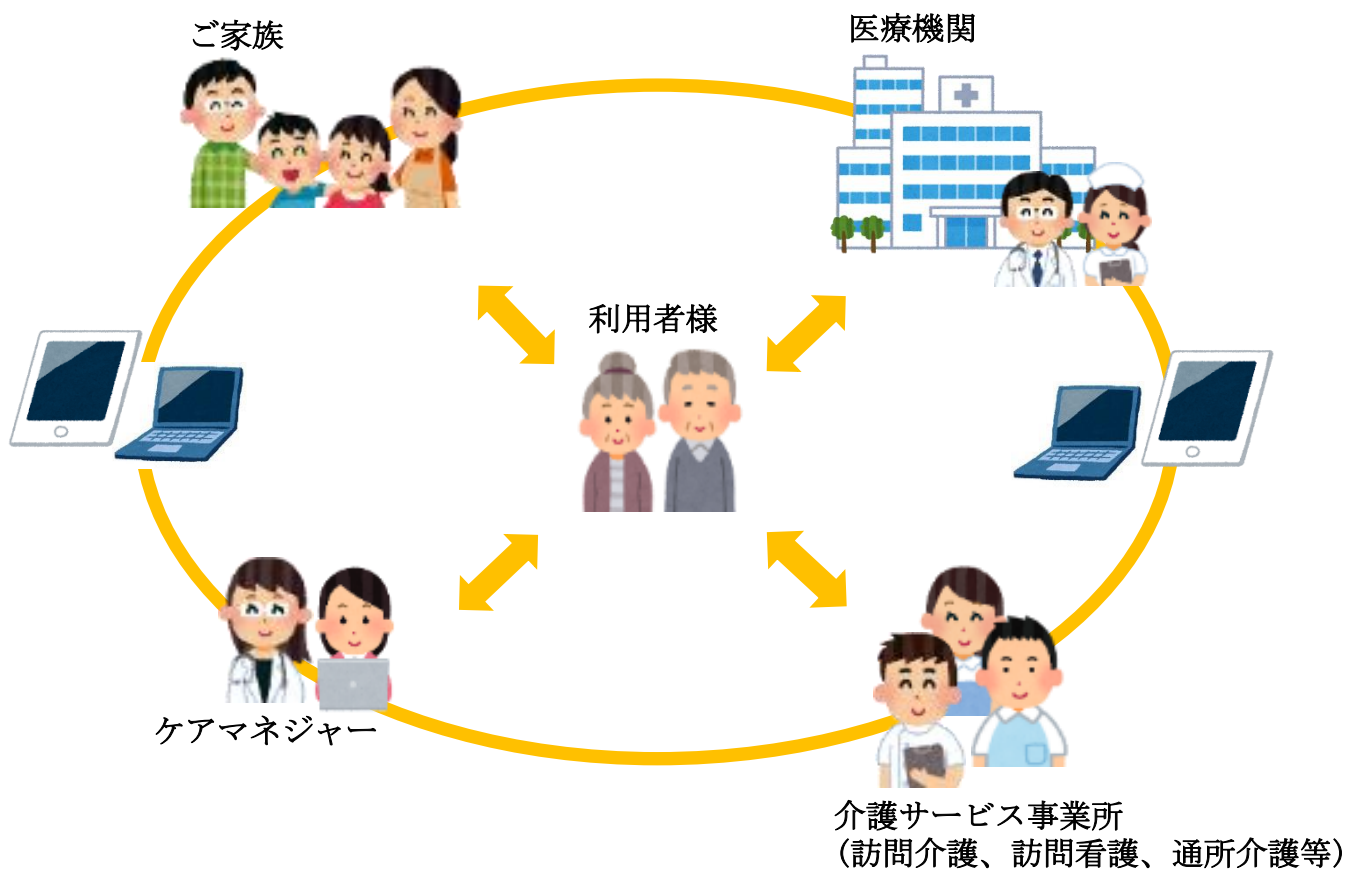 ご家族
医療機関
利用者様
ケアマネジャー
介護サービス事業所
（訪問介護、訪問看護、通所介護等）